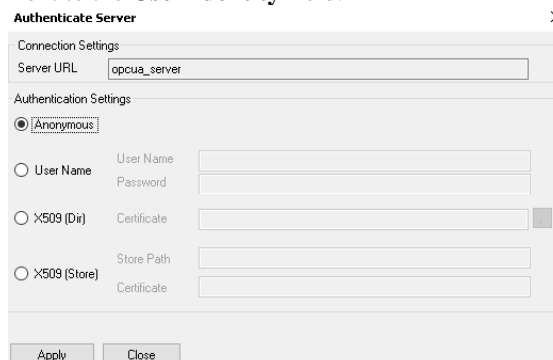 Authenticate Server
Connection Settings
Server URL opcua_server
Authentication Settings
Anonymous
User Name
User Name
Password
X509 (Dir) Certificate
Store Path
X509 (Store)
Certificate
Apply Close